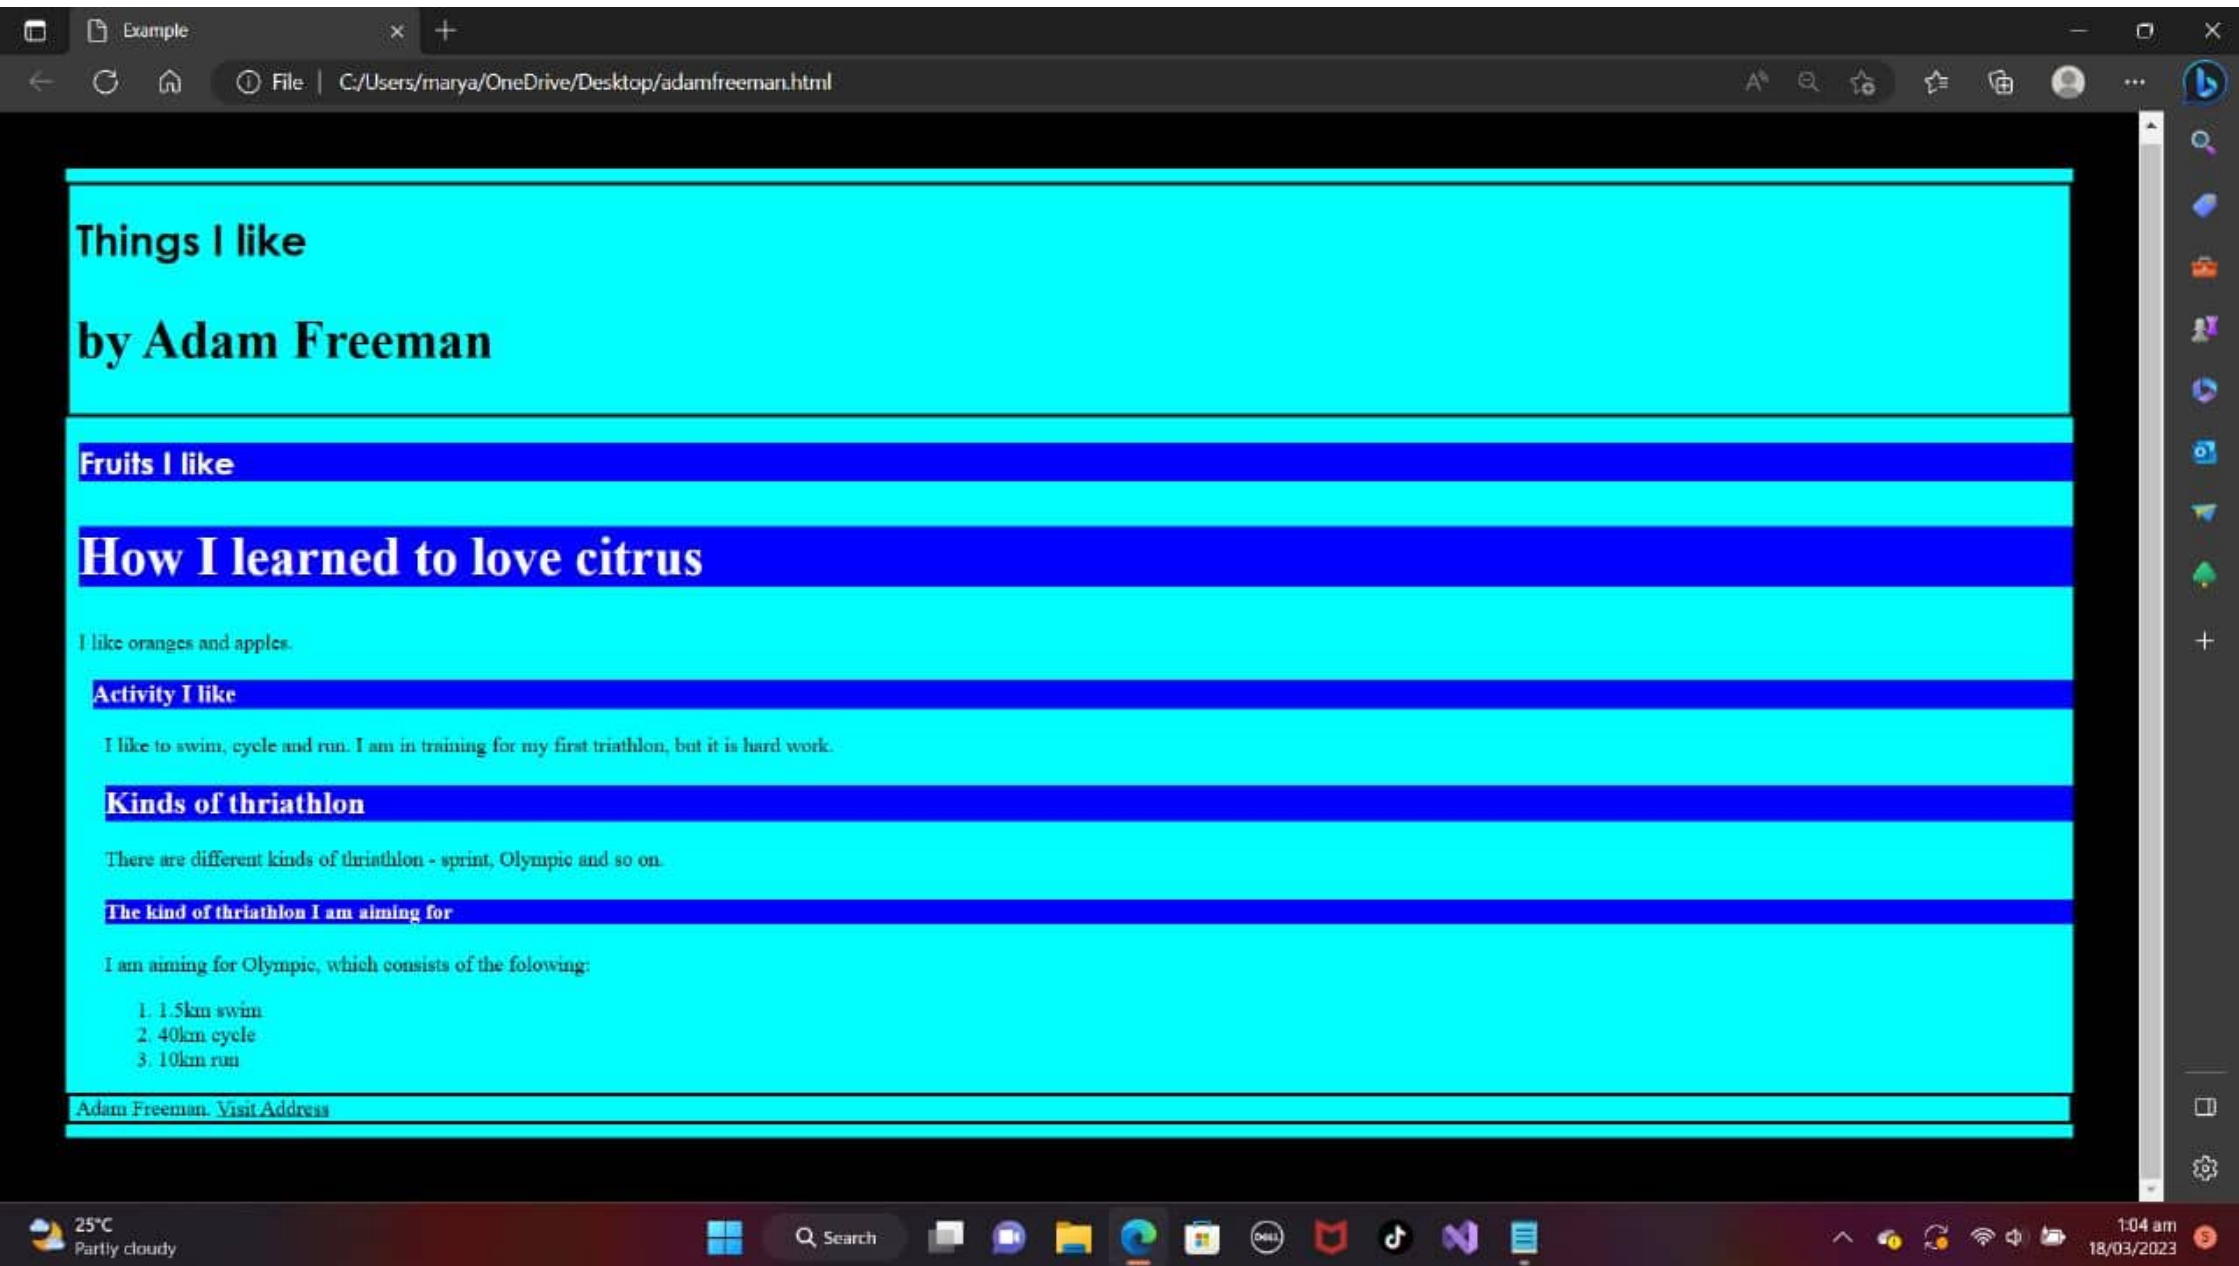 Example
File
C:/Users/marya/OneDrive/Desktop/adamfreeman.html
Things I like
by Adam Freeman
Fruits I like
How I learned to love citrus
I like oranges and apples.
Activity I like
I like to swim, cycle and run. I am in training for my first triathlon, but it is hard work.
Kinds of thriathlon
There are different kinds of thriathlon - sprint, Olympic and so on.
The kind of thriathlon I am aiming for
I am aiming for Olympic, which consists of the folowing:
1. 1.5km swim
2. 40km cycle
3. 10km run
Adam Freeman. Visit Address
25°C
Partly cloudy
Search
DELL
1:04 am
18/03/2023
5